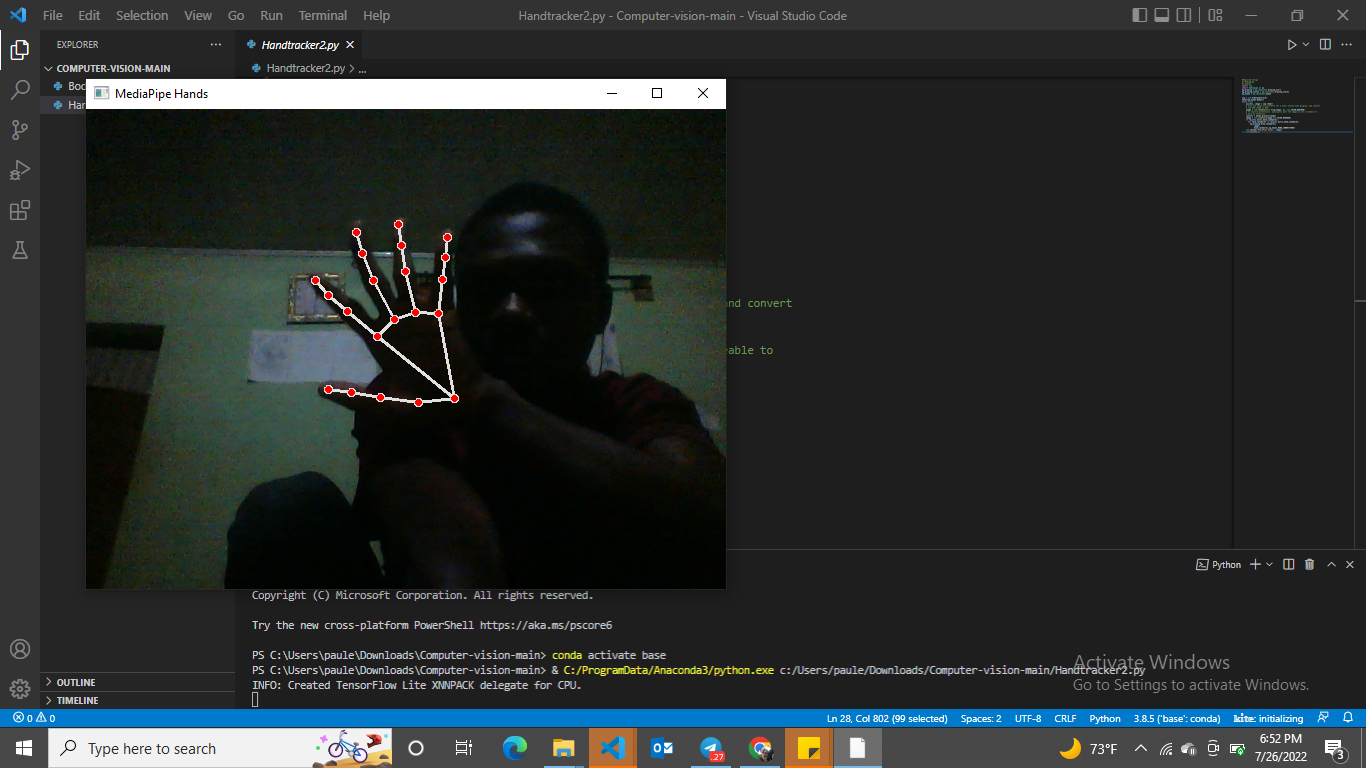 File Edit Selection View Go Run Terminal Help
Handtracker2.py - Computer-vision-main - Visual Studio Code
EXPLORER
Handtracker2.py
COMPUTER-VISION-MAIN
Handtracker2.py > ...
Boo
Han
MediaPipe Hands
nd convert
able to
Python
Copyright (C) Microsoft Corporation. All rights reserved.
Try the new cross-platform PowerShell https://aka.ms/pscore6
PS C:\Users\paule\Downloads\Computer-vision-main> conda activate base
PS C:\Users\paule\Downloads\Computer-vision-main> & C:/ProgramData/Anaconda3/python.exe c:/Users/paule/Downloads/Computer-vision-main/Handtracker2.py
INFO: Created TensorFlow Lite XNNPACK delegate for CPU.
Activate Windows
Go to Settings to activate Windows.
OUTLINE
TIMELINE
0 0
Ln 28, Col 802 (99 selected) Spaces: 2 UTF-8 CRLF Python 3.8.5 ('base': conda) kite: initializing
Type here to search
..27
73°F
6:52 PM
7/26/2022
3